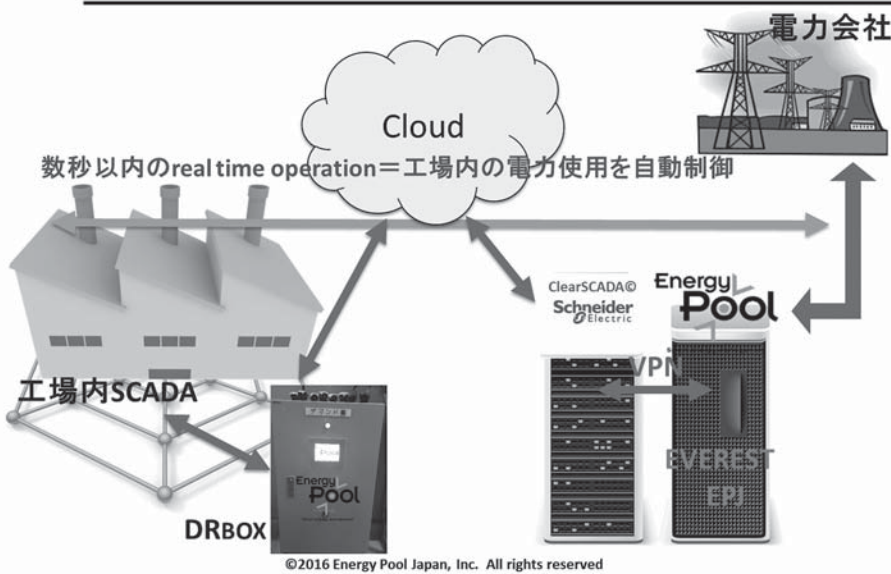 電力会社
Cloud
数秒以内のreal time operation＝工場内の電力使用を自動制御
ClearSCADA©
Schneider
Electric
Energy
Pool
VPN
工場内SCADA
EVEREST
EPJ
Energy
Pool
DRBOX
©2016 Energy Pool Japan, Inc. All rights reserved